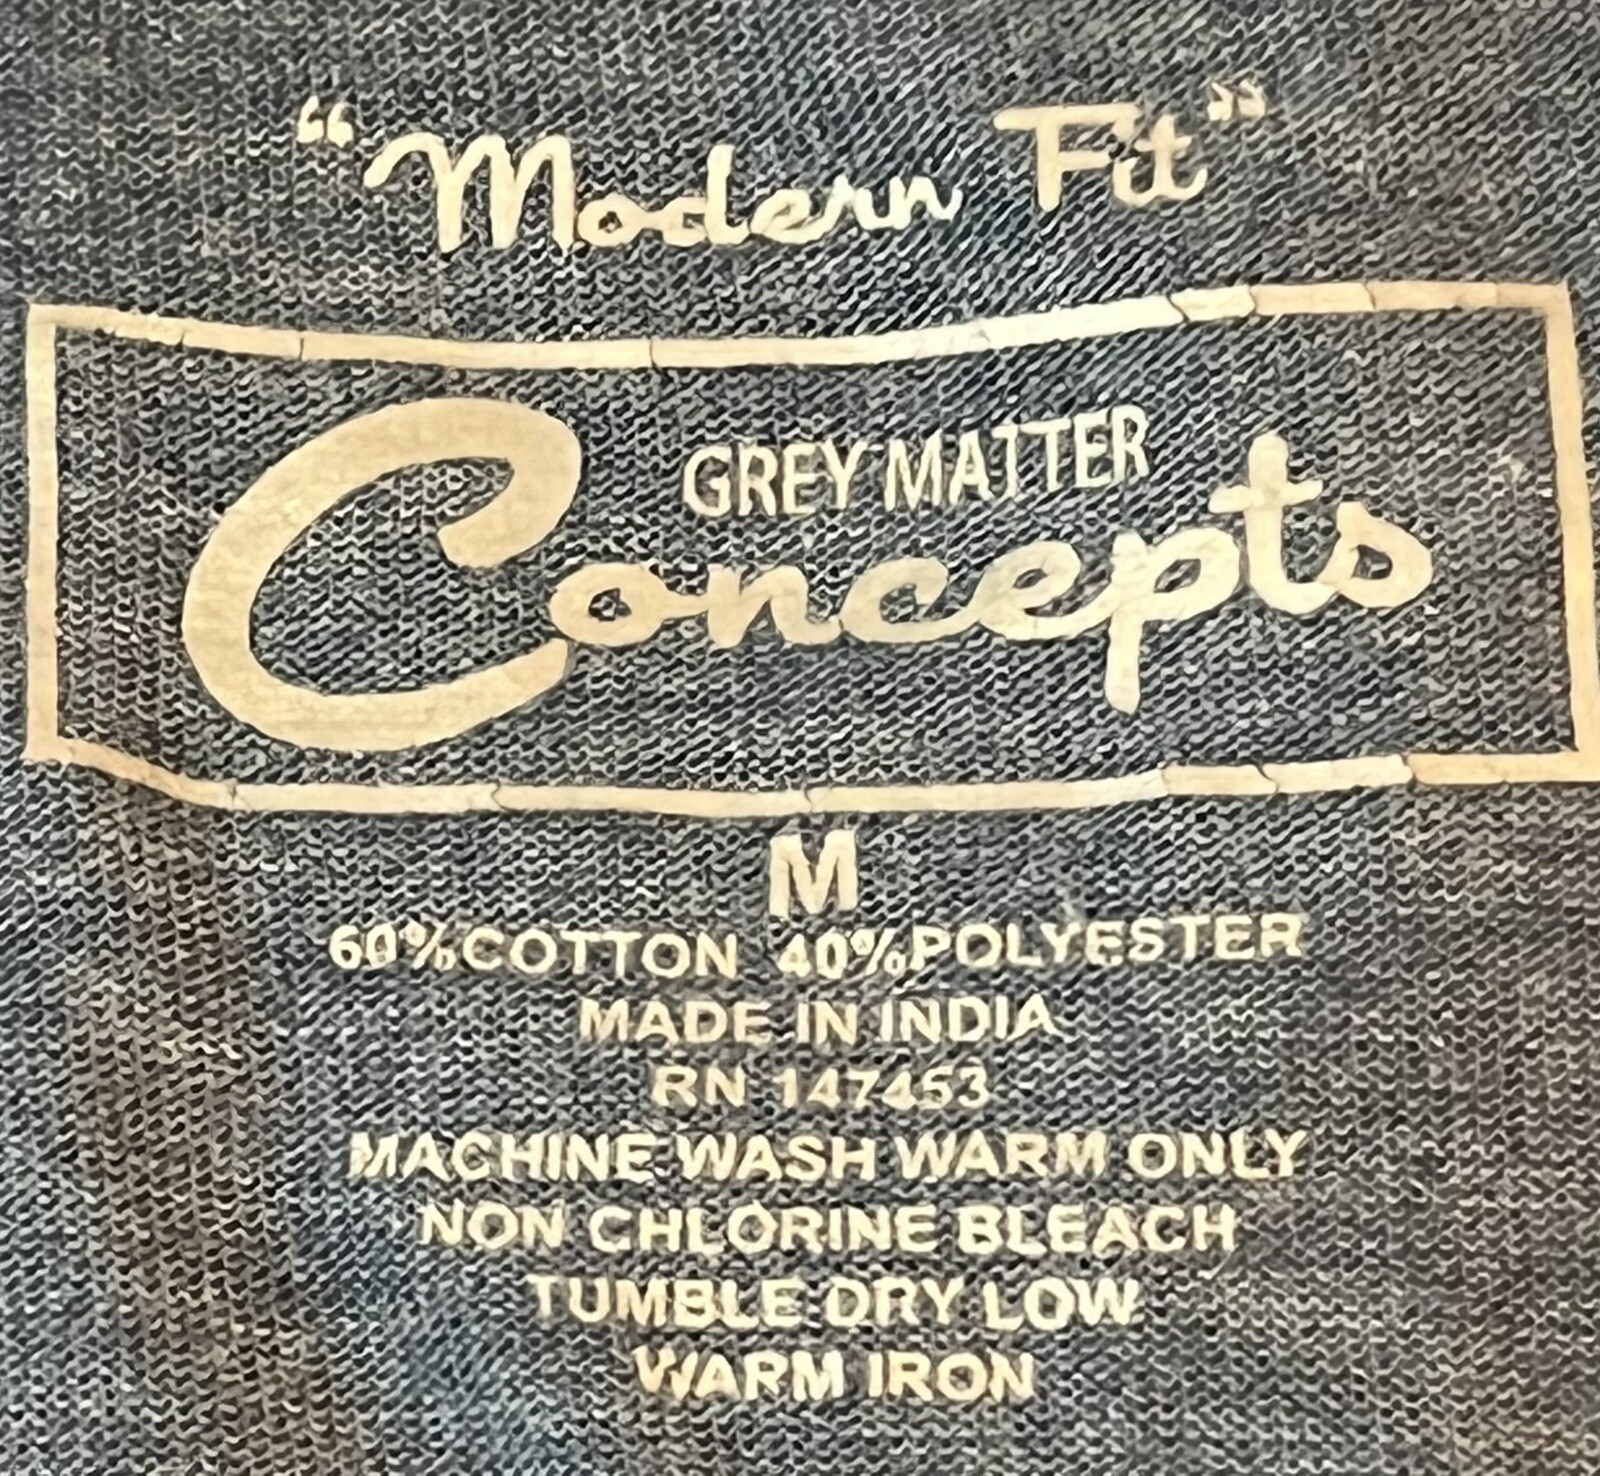 “Modern Fit”
GREY MATTER
Concepts
M
60%COTTON 40%POLYESTER
MADE IN INDIA
RN 147453
MACHINE WASH WARM ONLY
NON CHLORINE BLEACH
TUMBLE DRY LOW
WARM IRON